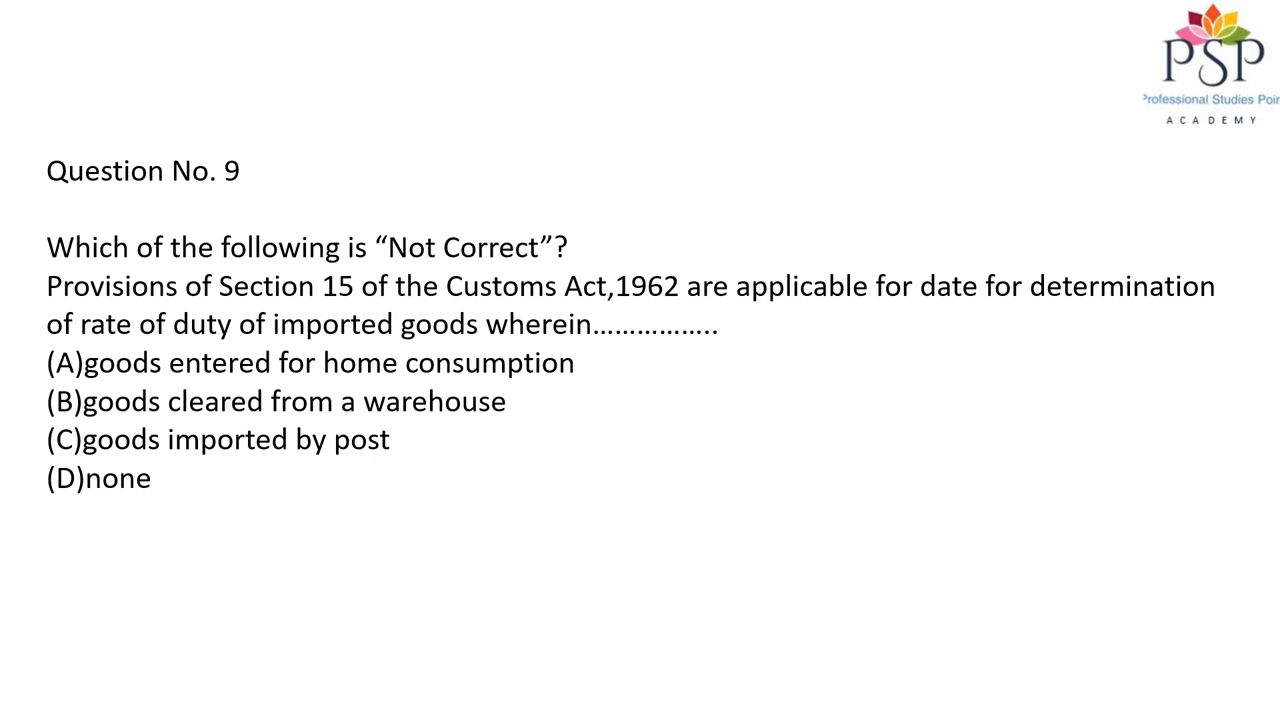 PSP
Professional Studies Poin
ACADEMY
Question No. 9
Which of the following is “Not Correct”?
Provisions of Section 15 of the Customs Act,1962 are applicable for date for determination
of rate of duty of imported goods wherein……………..
(A)goods entered for home consumption
(B)goods cleared from a warehouse
(C)goods imported by post
(D)none